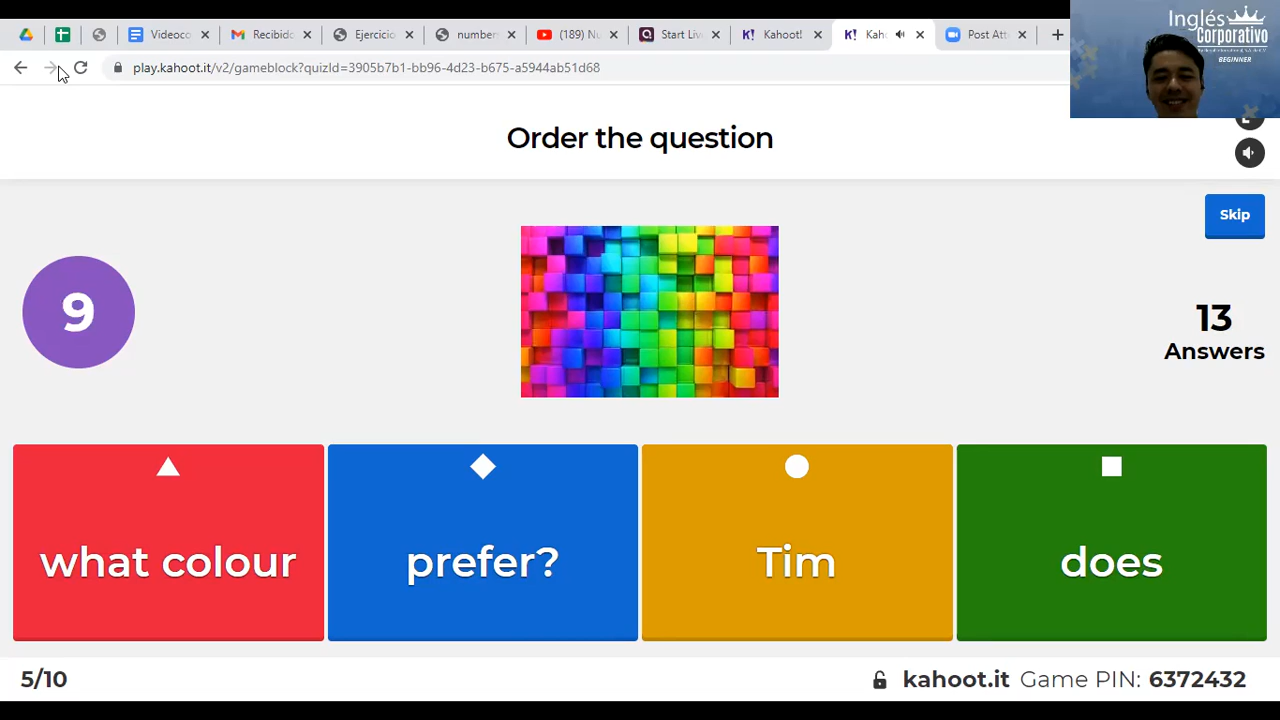 Videoco
Recibido
Ejercicio
number
(189) Nu
Start Liv
Kahoot!
Kaho
Post Att
play.kahoot.it/v2/gameblock?quizId=3905b7b1-bb96-4d23-b675-a5944ab51d68
Inglés
Corporativo
BEGINNER
Order the question
Skip
9
13
Answers
what colour
prefer?
Tim
does
5/10
kahoot.it Game PIN: 6372432